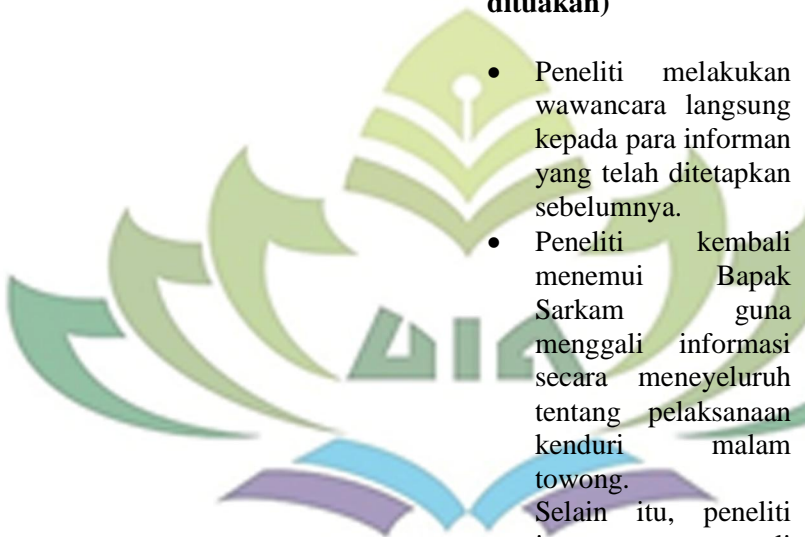 dituakan)
• Peneliti melakukan
wawancara langsung
kepada para informan
yang telah ditetapkan
sebelumnya.
• Peneliti kembali
menemui Bapak
Sarkam guna
menggali informasi
secara meneyeluruh
tentang pelaksanaan
kenduri malam
towong.
Selain itu, peneliti